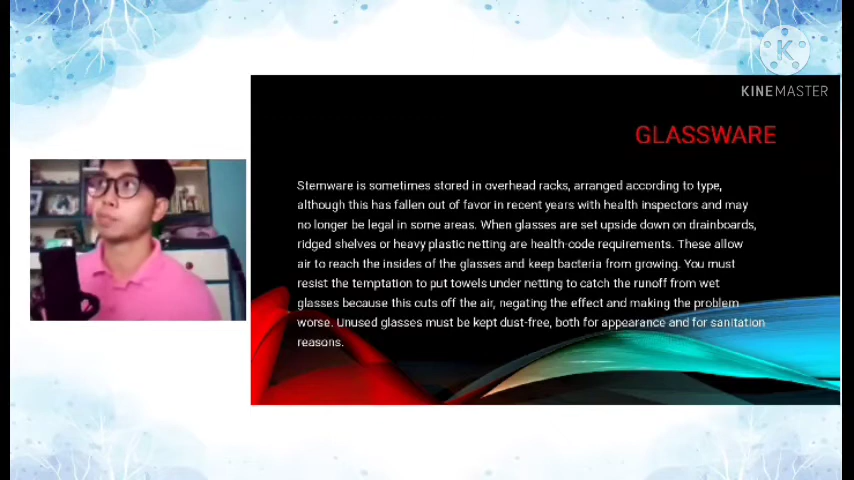 K
KINEMASTER
GLASSWARE
Stemware is sometimes stored in overhead racks, arranged according to type,
although this has fallen out of favor in recent years with health inspectors and may
no longer be legal in some areas. When glasses are set upside down on drainboards,
ridged shelves or heavy plastic netting are health-code requirements. These allow
air to reach the insides of the glasses and keep bacteria from growing. You must
resist the temptation to put towels under netting to catch the runoff from wet
glasses because this cuts off the air, negating the effect and making the problem
worse. Unused glasses must be kept dust-free, both for appearance and for sanitation
reasons.